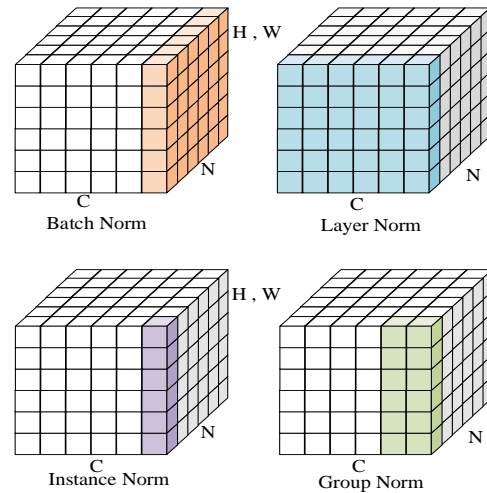 H , W
N
N
C
C
Batch Norm
Layer Norm
H , W
N
N
C
C
Instance Norm
Group Norm